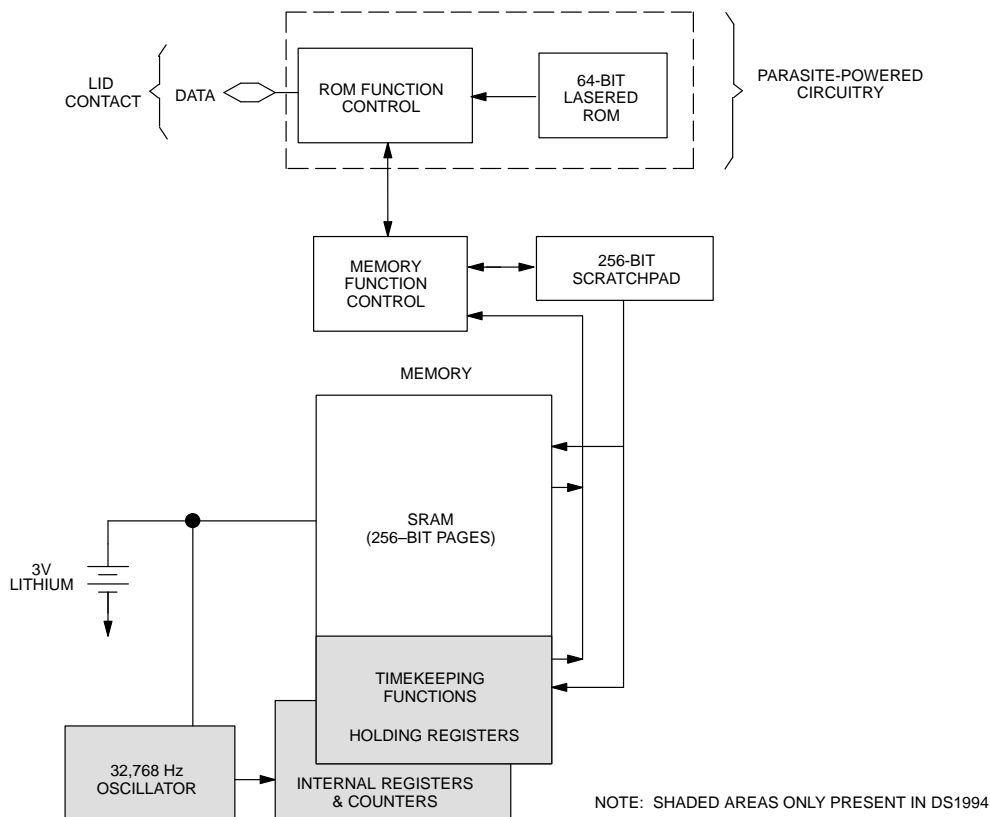 LID
CONTACT
DATA
ROM FUNCTION
CONTROL
64-BIT
LASERED
ROM
PARASITE-POWERED
CIRCUITRY
MEMORY
FUNCTION
CONTROL
256-BIT
SCRATCHPAD
MEMORY
SRAM
(256–BIT PAGES)
3V
LITHIUM
TIMEKEEPING
FUNCTIONS
HOLDING REGISTERS
32,768 Hz
OSCILLATOR
INTERNAL REGISTERS
& COUNTERS
NOTE: SHADED AREAS ONLY PRESENT IN DS1994